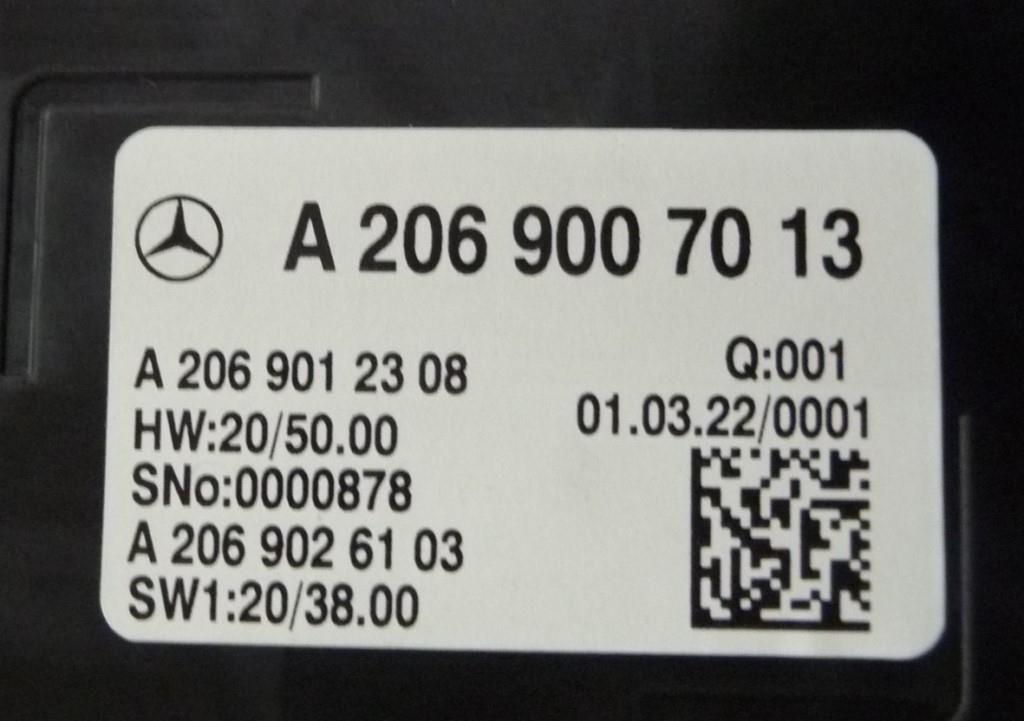 A 206 900 70 13
A 206 901 23 08
HW:20/50.00
SNo:0000878
A 206 902 61 03
SW1:20/38.00
Q:001
01.03.22/0001